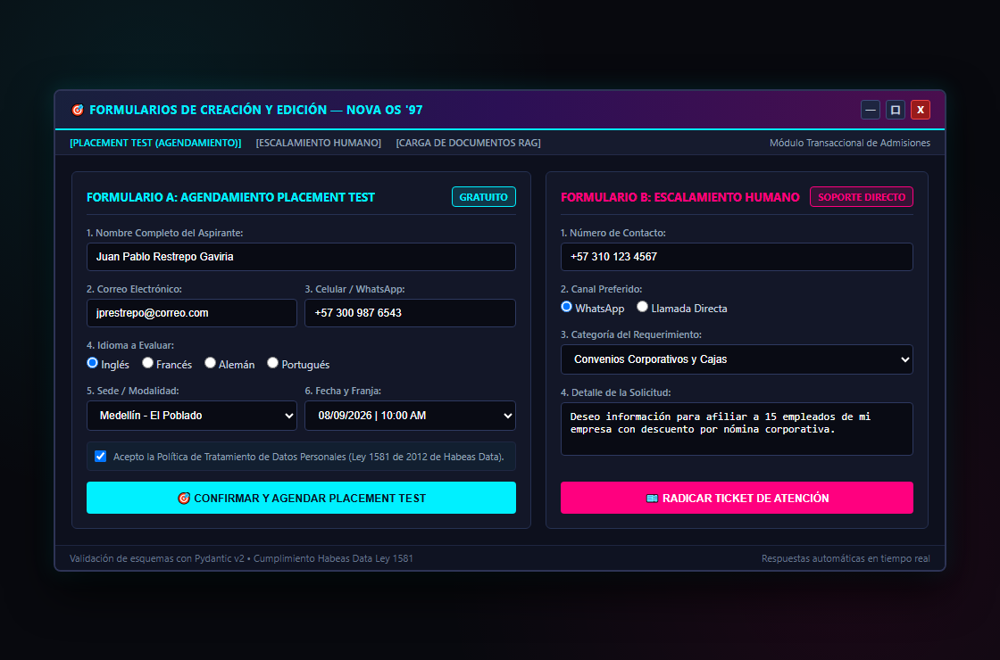 🎯 FORMULARIOS DE CREACIÓN Y EDICIÓN — NOVA OS '97
— X
[PLACEMENT TEST (AGENDAMIENTO)] [ESCALAMIENTO HUMANO] [CARGA DE DOCUMENTOS RAG] Módulo Transaccional de Admisiones
FORMULARIO A: AGENDAMIENTO PLACEMENT TEST GRATUITO
1. Nombre Completo del Aspirante:
Juan Pablo Restrepo Gaviria
2. Correo Electrónico: 3. Celular / WhatsApp:
jprestrepo@correo.com +57 300 987 6543
4. Idioma a Evaluar:
Inglés Francés Alemán Portugués
5. Sede / Modalidad: 6. Fecha y Franja:
Medellín - El Poblado 08/09/2026 | 10:00 AM
Acepto la Política de Tratamiento de Datos Personales (Ley 1581 de 2012 de Habeas Data).
🎯 CONFIRMAR Y AGENDAR PLACEMENT TEST
FORMULARIO B: ESCALAMIENTO HUMANO SOPORTE DIRECTO
1. Número de Contacto:
+57 310 123 4567
2. Canal Preferido:
WhatsApp Llamada Directa
3. Categoría del Requerimiento:
Convenios Corporativos y Cajas
4. Detalle de la Solicitud:
Deseo información para afiliar a 15 empleados de mi
empresa con descuento por nómina corporativa.
🎫 RADICAR TICKET DE ATENCIÓN
Validación de esquemas con Pydantic v2 • Cumplimiento Habeas Data Ley 1581 Respuestas automáticas en tiempo real